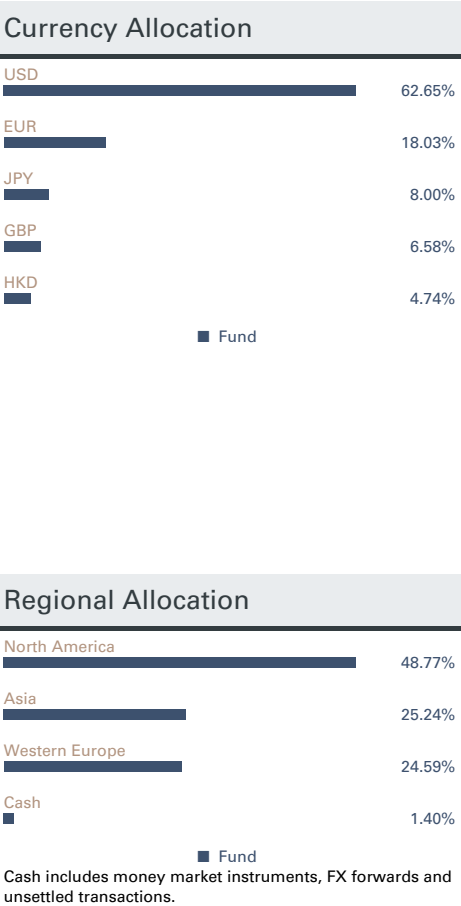 Currency Allocation
USD
62.65%
EUR
18.03%
JPY
8.00%
GBP
6.58%
HKD
4.74%
Fund
Regional Allocation
North America
48.77%
Asia
25.24%
Western Europe
24.59%
Cash
1.40%
Fund
Cash includes money market instruments, FX forwards and
unsettled transactions.